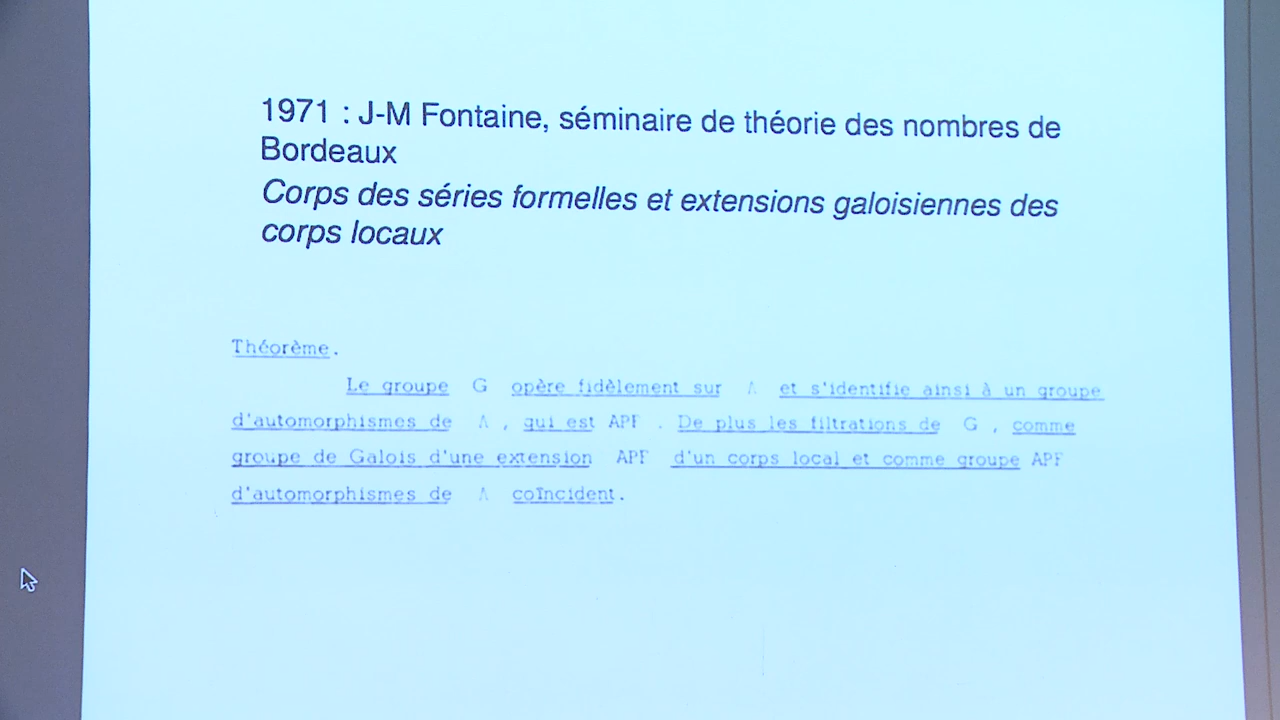 1971 : J-M Fontaine, séminaire de théorie des nombres de
Bordeaux
Corps des séries formelles et extensions galoisiennes des
corps locaux
Théorème.
Le groupe G opère fidèlement sur Λ et s'identifie ainsi à un groupe
d'automorphismes de Λ , qui est APF . De plus les filtrations de G , comme
groupe de Galois d'une extension APF d'un corps local et comme groupe APF
d'automorphismes de Λ coïncident.